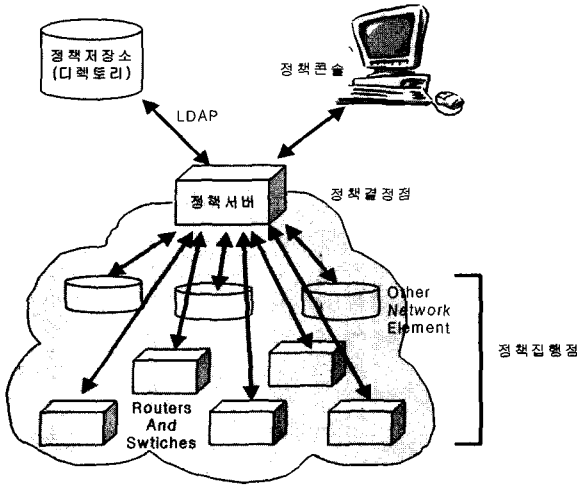 정책저장소
(디렉토리)
정책콘솔
LDAP
정책서버
정책결정점
Other
Network
Element
정책집행점
Routers
And
Swtiches